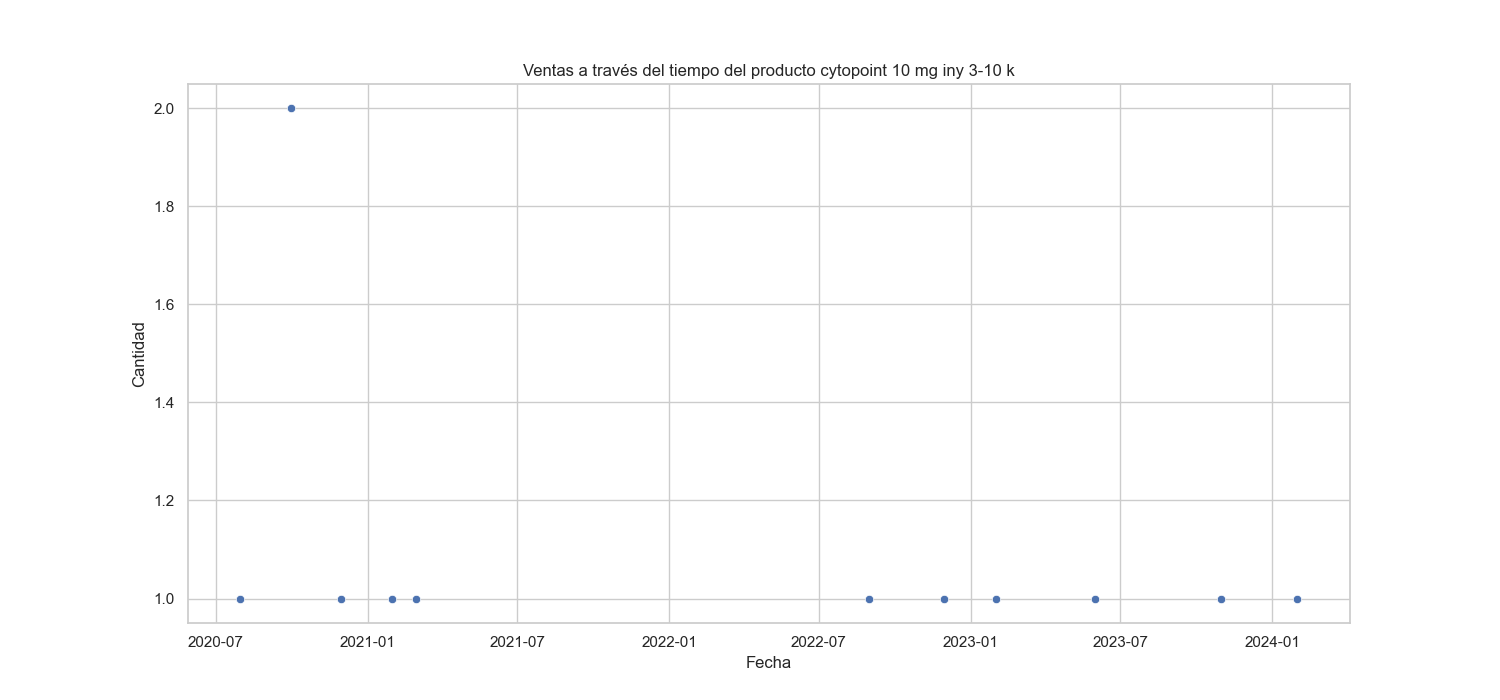 Ventas a través del tiempo del producto cytopoint 10 mg iny 3-10 k
2.0
1.8
1.6
1.4
1.2
1.0
Cantidad
2020-07 2021-01 2021-07 2022-01 2022-07 2023-01 2023-07 2024-01
Fecha